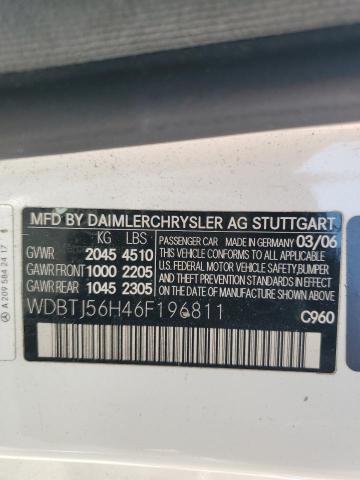 MFD BY DAIMLERCHRYSLER AG STUTTGART
KG LBS PASSENGER CAR MADE IN GERMANY 03/06
GVWR 2045 4510 THIS VEHICLE CONFORMS TO ALL APPLICABLE
GAWR FRONT 1000 2205 FEDERAL MOTOR VEHICLE SAFETY, BUMPER
GAWR REAR 1045 2305 AND THEFT PREVENTION STANDARDS IN EFFECT ON THE DATE OF MANUFACTURE SHOWN ABOVE.
WDBTJ56H46F196811
C960
A 209 584 24 17